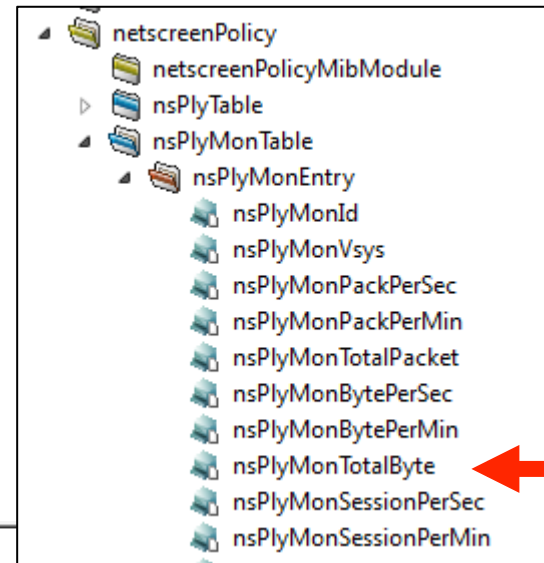 netscreenPolicy
netscreenPolicyMibModule
nsPlyTable
nsPlyMonTable
nsPlyMonEntry
nsPlyMonId
nsPlyMonVsys
nsPlyMonPackPerSec
nsPlyMonPackPerMin
nsPlyMonTotalPacket
nsPlyMonBytePerSec
nsPlyMonBytePerMin
nsPlyMonTotalByte
nsPlyMonSessionPerSec
nsPlyMonSessionPerMin